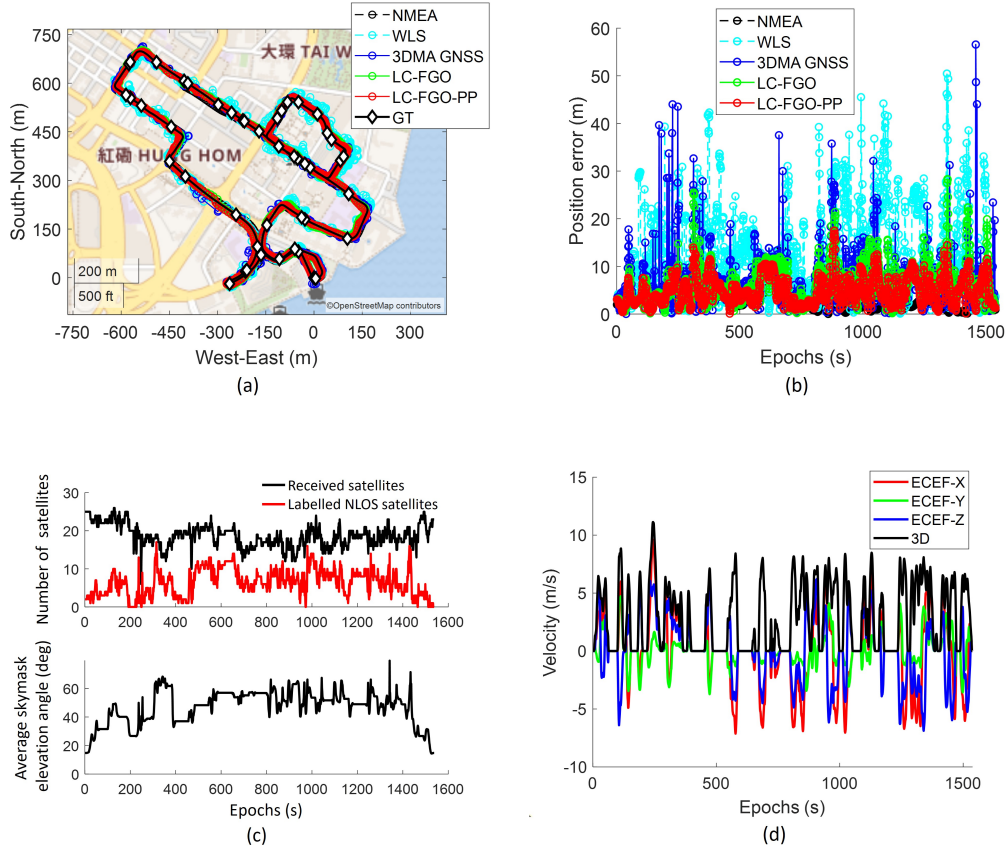 NMEA
WLS
3DMA GNSS
LC-FGO
LC-FGO-PP
GT
大環 TAI W
紅磡 HUNG HOM
South-North (m)
750
600
450
300
150
0
200 m
500 ft
©OpenStreetMap contributors
-750 -600 -450 -300 -150 0 150 300
West-East (m)
(a)
NMEA
WLS
3DMA GNSS
LC-FGO
LC-FGO-PP
Position error (m)
60
50
40
30
20
10
0
0 500 1000 1500
Epochs (s)
(b)
Received satellites
Labelled NLOS satellites
Number of satellites
30
20
10
0
0 200 400 600 800 1000 1200 1400 1600
Average skymask
elevation angle (deg)
60
40
20
0
0 200 400 600 800 1000 1200 1400 1600
Epochs (s)
(c)
ECEF-X
ECEF-Y
ECEF-Z
3D
Velocity (m/s)
15
10
5
0
-5
-10
0 500 1000 1500
Epochs (s)
(d)